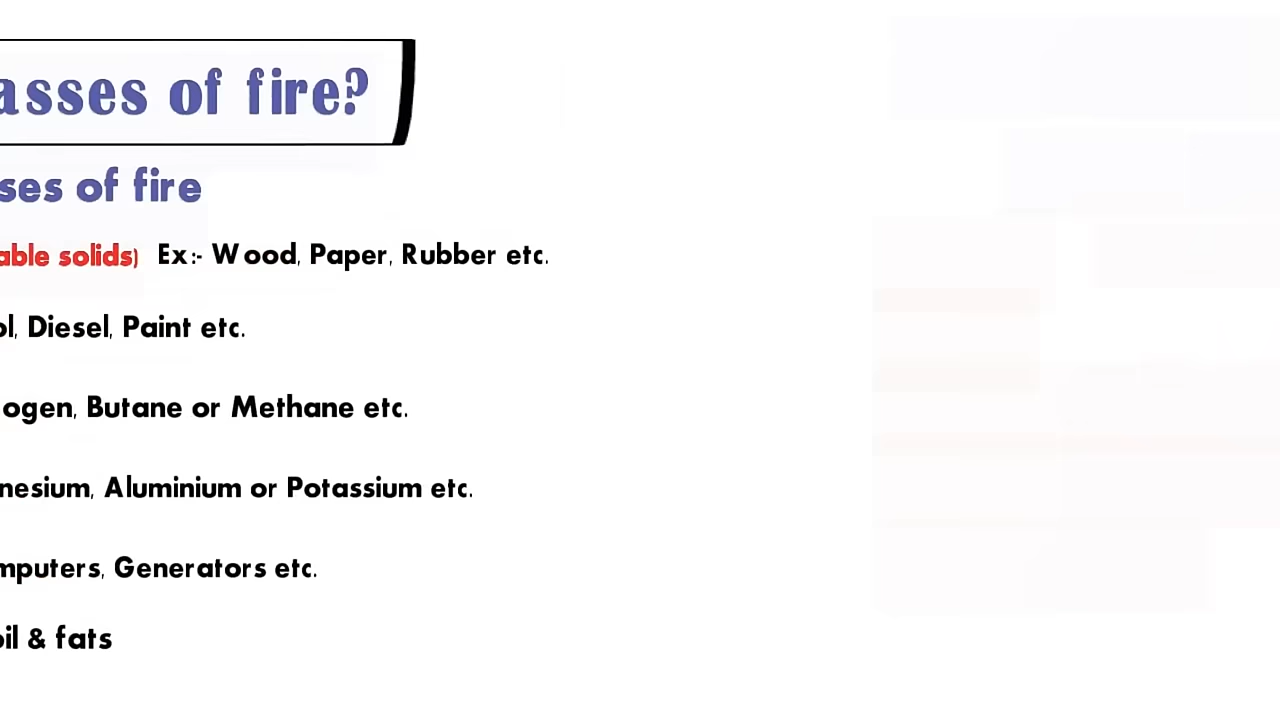 asses of fire?
ses of fire
able solids) Ex:- Wood, Paper, Rubber etc.
ol, Diesel, Paint etc.
ogen, Butane or Methane etc.
nesium, Aluminium or Potassium etc.
mputers, Generators etc.
oil & fats